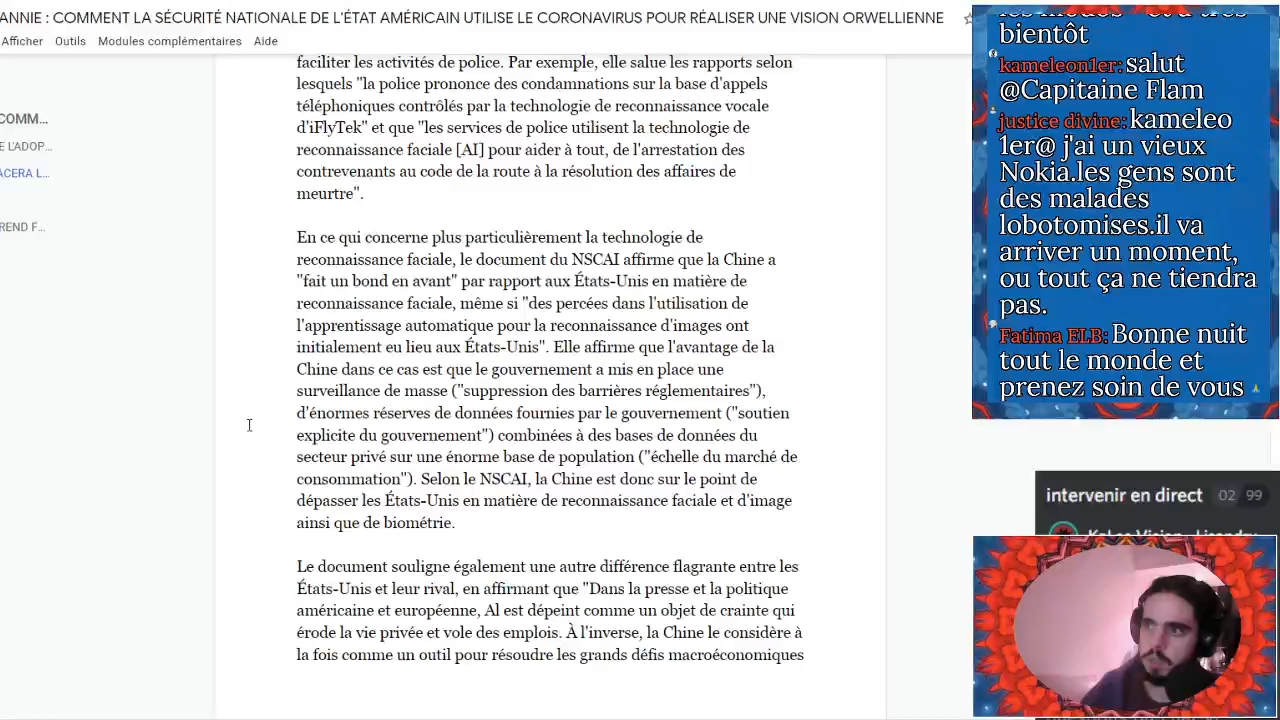 ANNIE : COMMENT LA SÉCURITÉ NATIONALE DE L'ÉTAT AMÉRICAIN UTILISE LE CORONAVIRUS POUR RÉALISER UNE VISION ORWELLIENNE
Afficher Outils Modules complémentaires Aide
COMM...
E L'ADOP...
ACERA L...
REND F...
faciliter les activités de police. Par exemple, elle salue les rapports selon
lesquels "la police prononce des condamnations sur la base d'appels
téléphoniques contrôlés par la technologie de reconnaissance vocale
d'iFlyTek" et que "les services de police utilisent la technologie de
reconnaissance faciale [AI] pour aider à tout, de l'arrestation des
contrevenants au code de la route à la résolution des affaires de
meurtre".
En ce qui concerne plus particulièrement la technologie de
reconnaissance faciale, le document du NSCAI affirme que la Chine a
"fait un bond en avant" par rapport aux États-Unis en matière de
reconnaissance faciale, même si "des percées dans l'utilisation de
l'apprentissage automatique pour la reconnaissance d'images ont
initialement eu lieu aux États-Unis". Elle affirme que l'avantage de la
Chine dans ce cas est que le gouvernement a mis en place une
surveillance de masse ("suppression des barrières réglementaires"),
d'énormes réserves de données fournies par le gouvernement ("soutien
explicite du gouvernement") combinées à des bases de données du
secteur privé sur une énorme base de population ("échelle du marché de
consommation"). Selon le NSCAI, la Chine est donc sur le point de
dépasser les États-Unis en matière de reconnaissance faciale et d'image
ainsi que de biométrie.
Le document souligne également une autre différence flagrante entre les
États-Unis et leur rival, en affirmant que "Dans la presse et la politique
américaine et européenne, Al est dépeint comme un objet de crainte qui
érode la vie privée et vole des emplois. À l'inverse, la Chine le considère à
la fois comme un outil pour résoudre les grands défis macroéconomiques
bientôt
kameleon1er: salut
@Capitaine Flam
justice divine: kameleo
1er@ j'ai un vieux
Nokia.les gens sont
des malades
lobotomises.il va
arriver un moment,
ou tout ça ne tiendra
pas.
Fatima ELB: Bonne nuit
tout le monde et
prenez soin de vous
intervenir en direct 02 99